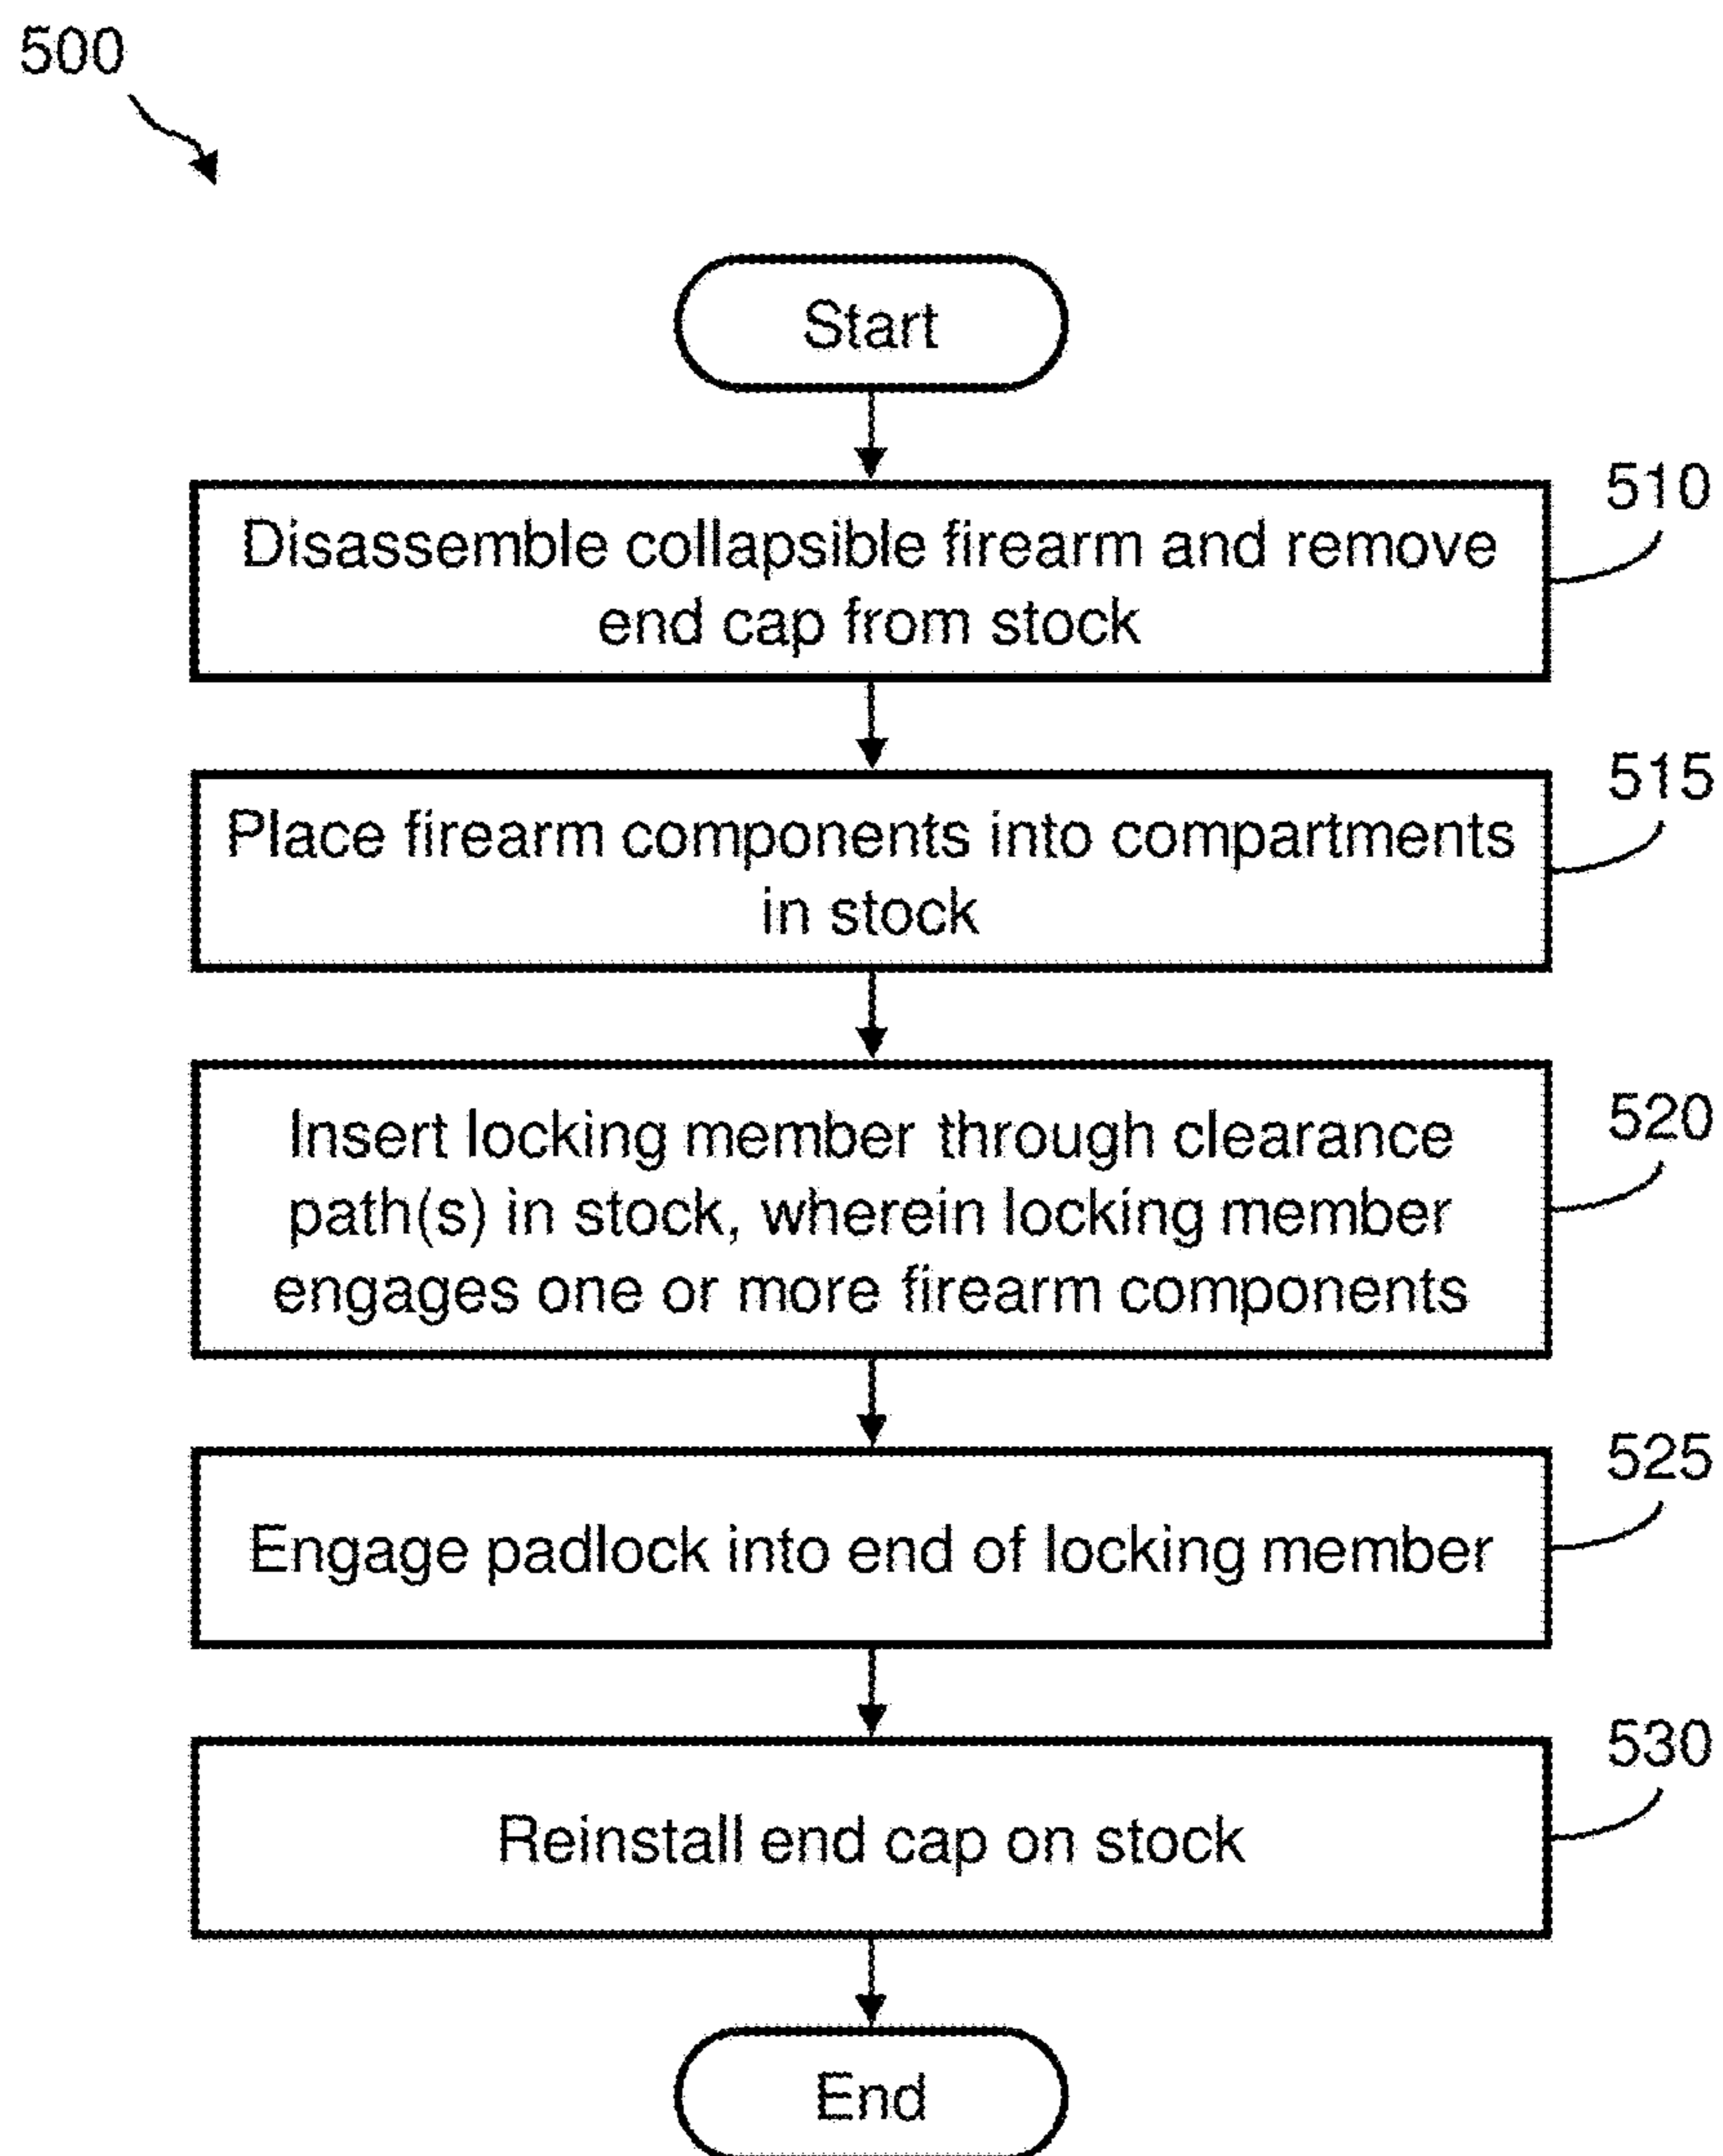 500
Start
510
Disassemble collapsible firearm and remove
end cap from stock
515
Place firearm components into compartments
in stock
520
Insert locking member through clearance
path(s) in stock, wherein locking member
engages one or more firearm components
525
Engage padlock into end of locking member
530
Reinstall end cap on stock
End